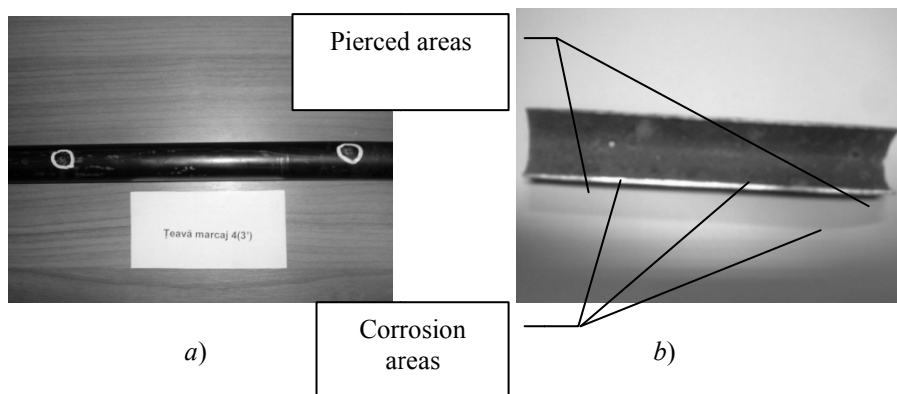 Pierced areas
Țeavă marcaj 4(3')
Corrosion
areas
a)
b)